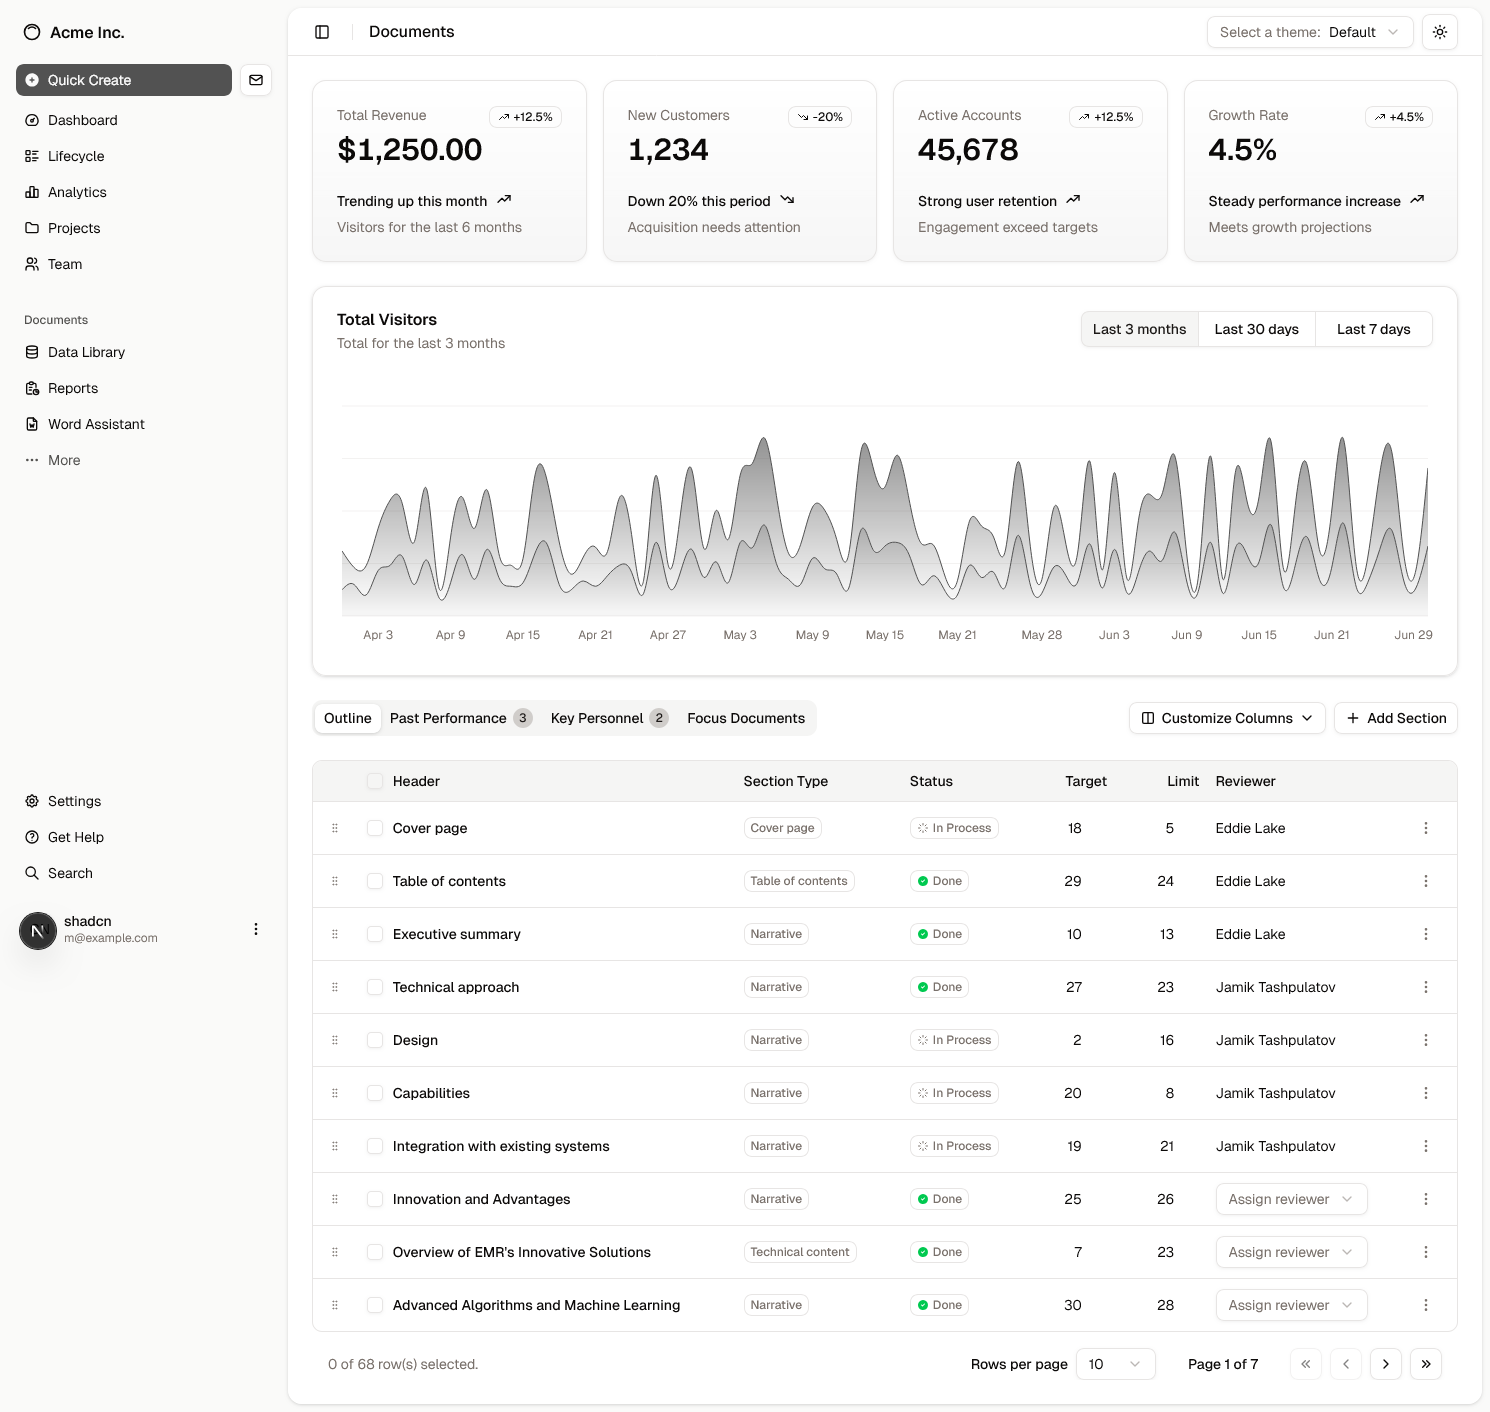 Acme Inc.
Quick Create
Dashboard
Lifecycle
Analytics
Projects
Team
Documents
Data Library
Reports
Word Assistant
More
Settings
Get Help
Search
shadcn
m@example.com
Documents
Select a theme: Default
Total Revenue +12.5%
$1,250.00
Trending up this month
Visitors for the last 6 months
New Customers -20%
1,234
Down 20% this period
Acquisition needs attention
Active Accounts +12.5%
45,678
Strong user retention
Engagement exceed targets
Growth Rate +4.5%
4.5%
Steady performance increase
Meets growth projections
Total Visitors
Total for the last 3 months
Last 3 months Last 30 days Last 7 days
Apr 3 Apr 9 Apr 15 Apr 21 Apr 27 May 3 May 9 May 15 May 21 May 28 Jun 3 Jun 9 Jun 15 Jun 21 Jun 29
Outline Past Performance 3 Key Personnel 2 Focus Documents Customize Columns Add Section
Header Section Type Status Target Limit Reviewer
Cover page Cover page In Process 18 5 Eddie Lake
Table of contents Table of contents Done 29 24 Eddie Lake
Executive summary Narrative Done 10 13 Eddie Lake
Technical approach Narrative Done 27 23 Jamik Tashpulatov
Design Narrative In Process 2 16 Jamik Tashpulatov
Capabilities Narrative In Process 20 8 Jamik Tashpulatov
Integration with existing systems Narrative In Process 19 21 Jamik Tashpulatov
Innovation and Advantages Narrative Done 25 26 Assign reviewer
Overview of EMR's Innovative Solutions Technical content Done 7 23 Assign reviewer
Advanced Algorithms and Machine Learning Narrative Done 30 28 Assign reviewer
0 of 68 row(s) selected. Rows per page 10 Page 1 of 7